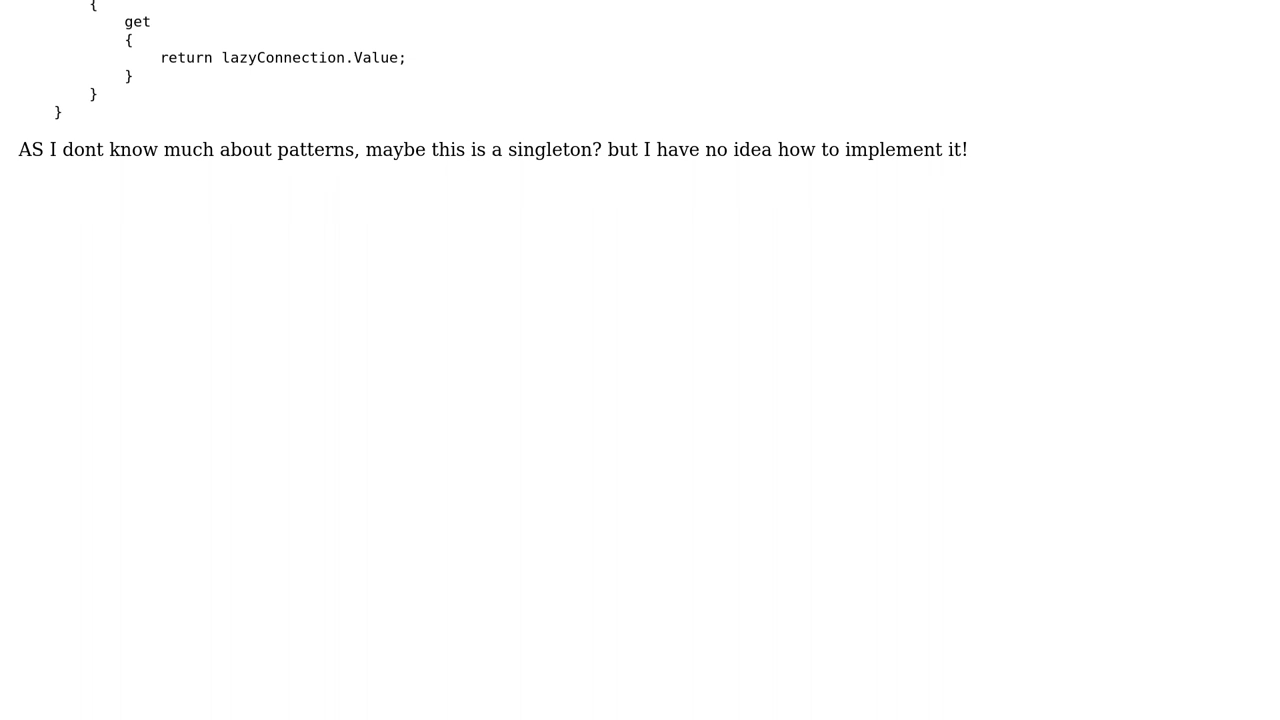 {
get
{
return lazyConnection.Value;
}
}
}
AS I dont know much about patterns, maybe this is a singleton? but I have no idea how to implement it!